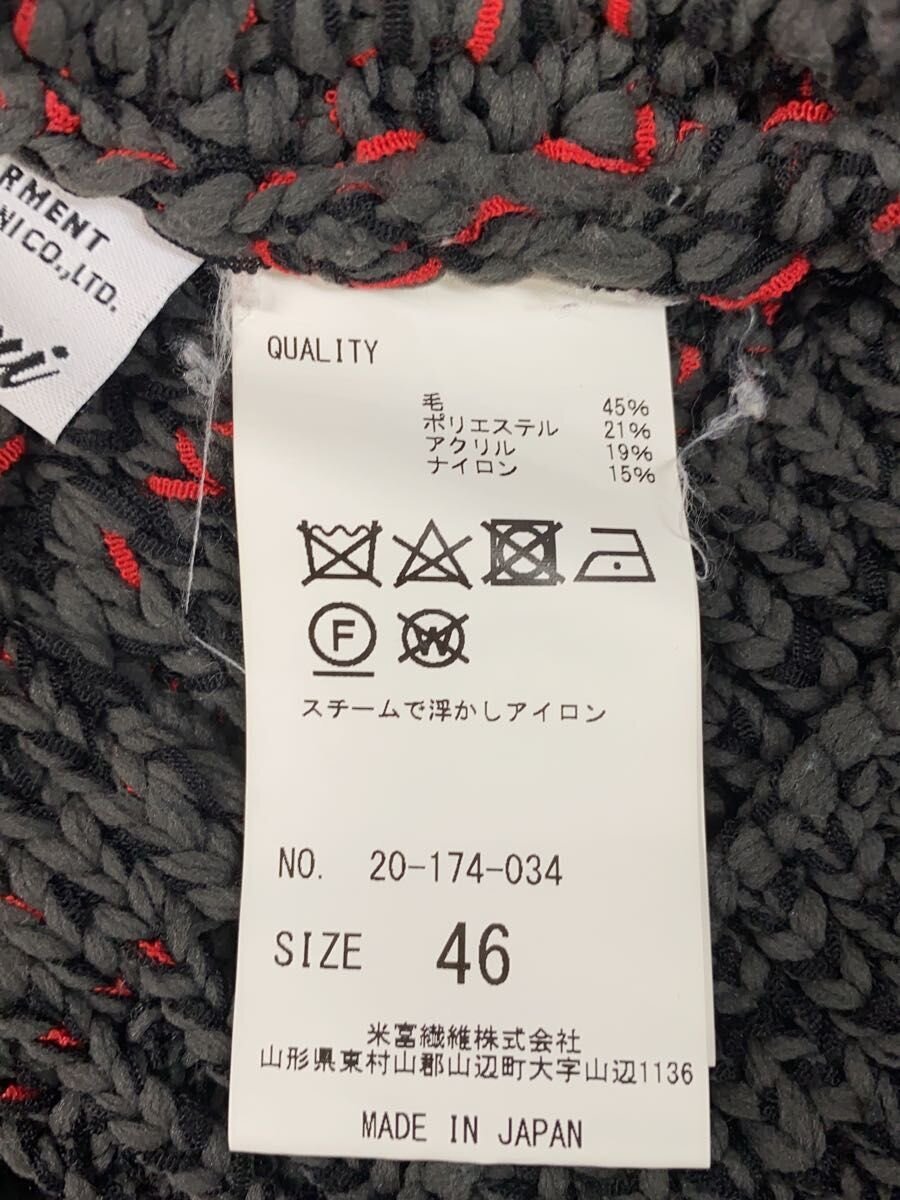 RMENT
NI CO.,LTD.
QUALITY
毛 45%
ポリエステル 21%
アクリル 19%
ナイロン 15%
F W
スチームで浮かしアイロン
NO. 20-174-034
SIZE 46
米富繊維株式会社
山形県東村山郡山辺町大字山辺1136
MADE IN JAPAN